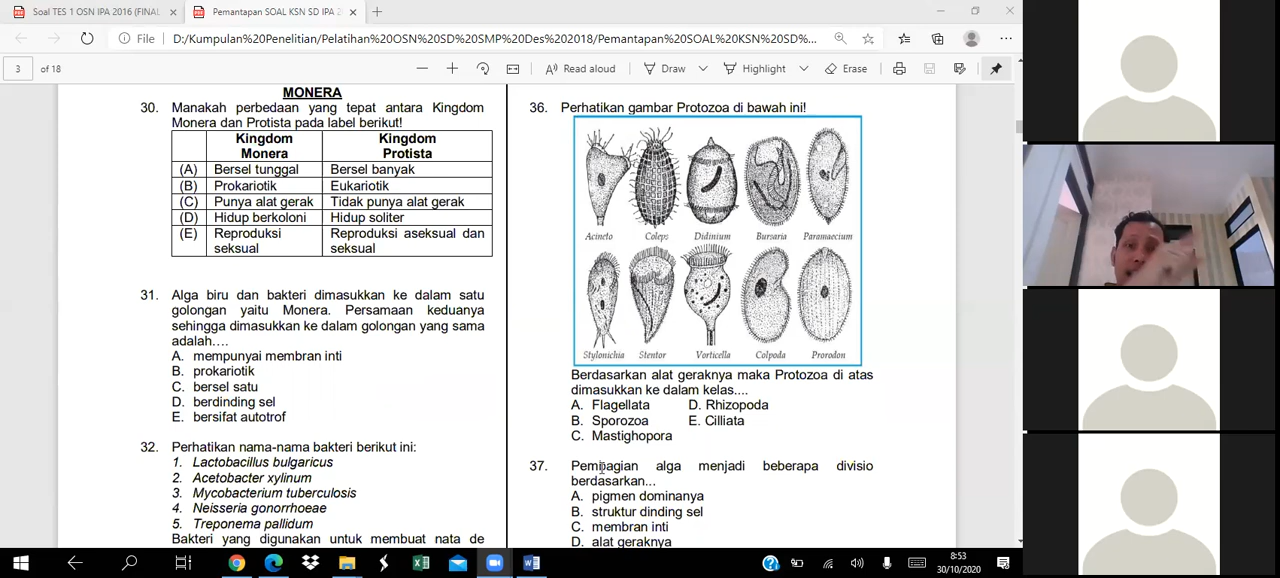 Soal TES 1 OSN IPA 2016 (FINAL
Pemantapan SOAL KSN SD IPA 2
File
D:/Kumpulan%20Penelitian/Pelatihan%20OSN%20SD%20SMP%20Des%202018/Pemantapan%20SOAL%20KSN%20SD%...
3 of 18
Read aloud
Draw
Highlight
Erase
MONERA
30. Manakah perbedaan yang tepat antara Kingdom
Monera dan Protista pada label berikut!
Kingdom Monera
Kingdom Protista
(A) Bersel tunggal Bersel banyak
(B) Prokariotik Eukariotik
(C) Punya alat gerak Tidak punya alat gerak
(D) Hidup berkoloni Hidup soliter
(E) Reproduksi seksual
Reproduksi aseksual dan seksual
31. Alga biru dan bakteri dimasukkan ke dalam satu
golongan yaitu Monera. Persamaan keduanya
sehingga dimasukkan ke dalam golongan yang sama
adalah....
A. mempunyai membran inti
B. prokariotik
C. bersel satu
D. berdinding sel
E. bersifat autotrof
32. Perhatikan nama-nama bakteri berikut ini:
1. Lactobacillus bulgaricus
2. Acetobacter xylinum
3. Mycobacterium tuberculosis
4. Neisseria gonorrhoeae
5. Treponema pallidum
Bakteri yang digunakan untuk membuat nata de
36. Perhatikan gambar Protozoa di bawah ini!
Acineto Coleps Didinium Bursaria Paramaecium
Stylonichia Stentor Vorticella Colpoda Prorodon
Berdasarkan alat geraknya maka Protozoa di atas
dimasukkan ke dalam kelas....
A. Flagellata D. Rhizopoda
B. Sporozoa E. Cilliata
C. Mastighopora
37. Pembagian alga menjadi beberapa divisio
berdasarkan...
A. pigmen dominanya
B. struktur dinding sel
C. membran inti
D. alat geraknya
8:53
30/10/2020